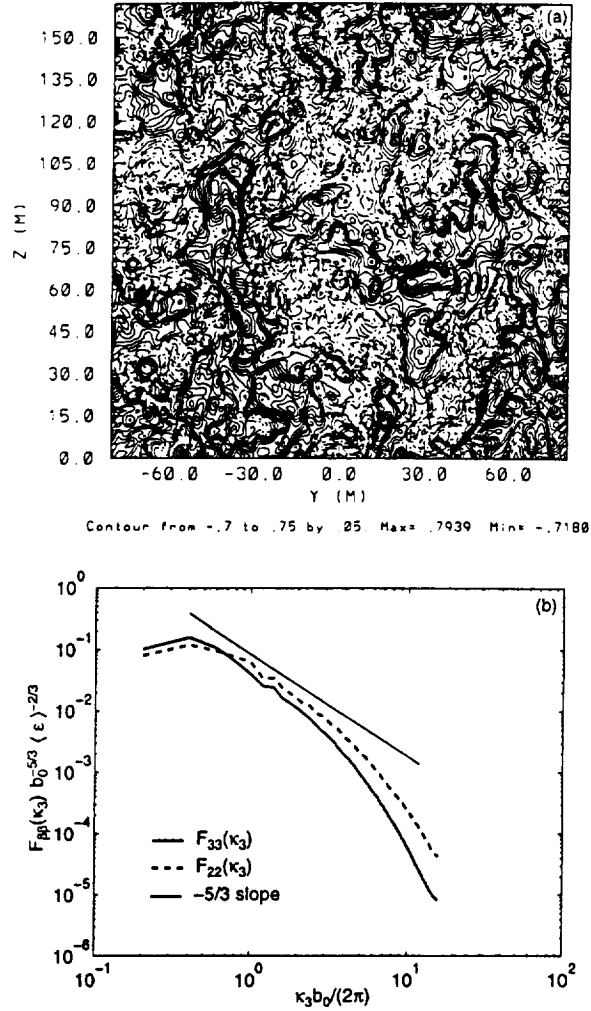 (a)
150.0
135.0
120.0
105.0
90.0
75.0
60.0
45.0
30.0
15.0
0.0
Z (M)
-60.0 -30.0 0.0 30.0 60.0
Y (M)
Contour from -.7 to .75 by .05 Max= .7939 Min= -.7180
(b)
10^0
10^-1
10^-2
10^-3
10^-4
10^-5
10^-6
F_ββ(κ_3) b_0^-5/3 ⟨ε⟩^-2/3
F_33(κ_3)
F_22(κ_3)
-5/3 slope
10^-1 10^0 10^1 10^2
κ_3b_0/(2π)